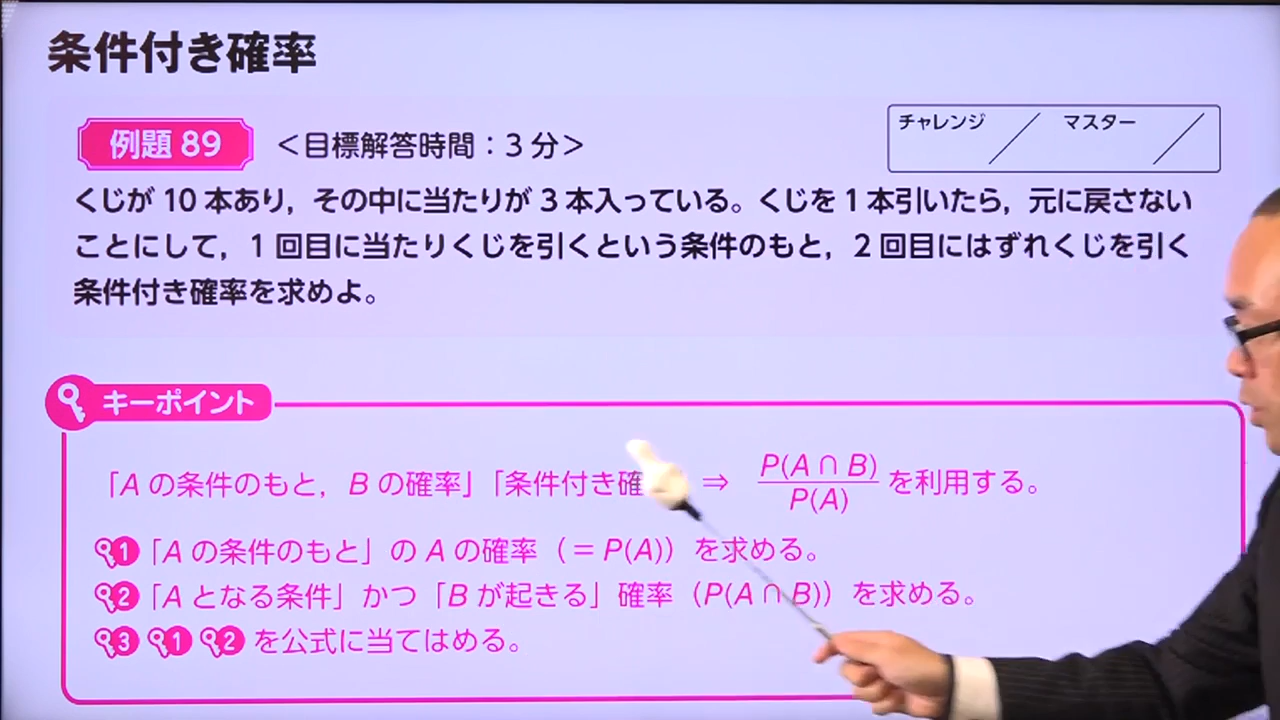 条件付き確率
例題 89 ＜目標解答時間：3 分＞
チャレンジ マスター
くじが 10 本あり，その中に当たりが 3 本入っている。くじを 1 本引いたら，元に戻さない
ことにして，1 回目に当たりくじを引くという条件のもと，2 回目にはずれくじを引く
条件付き確率を求めよ。
キーポイント
「A の条件のもと，B の確率」「条件付き確 ⇒ P(A∩B)/P(A) を利用する。
1 「A の条件のもと」の A の確率（＝P(A)）を求める。
2 「A となる条件」かつ「B が起きる」確率（P(A∩B)）を求める。
3 1 2 を公式に当てはめる。